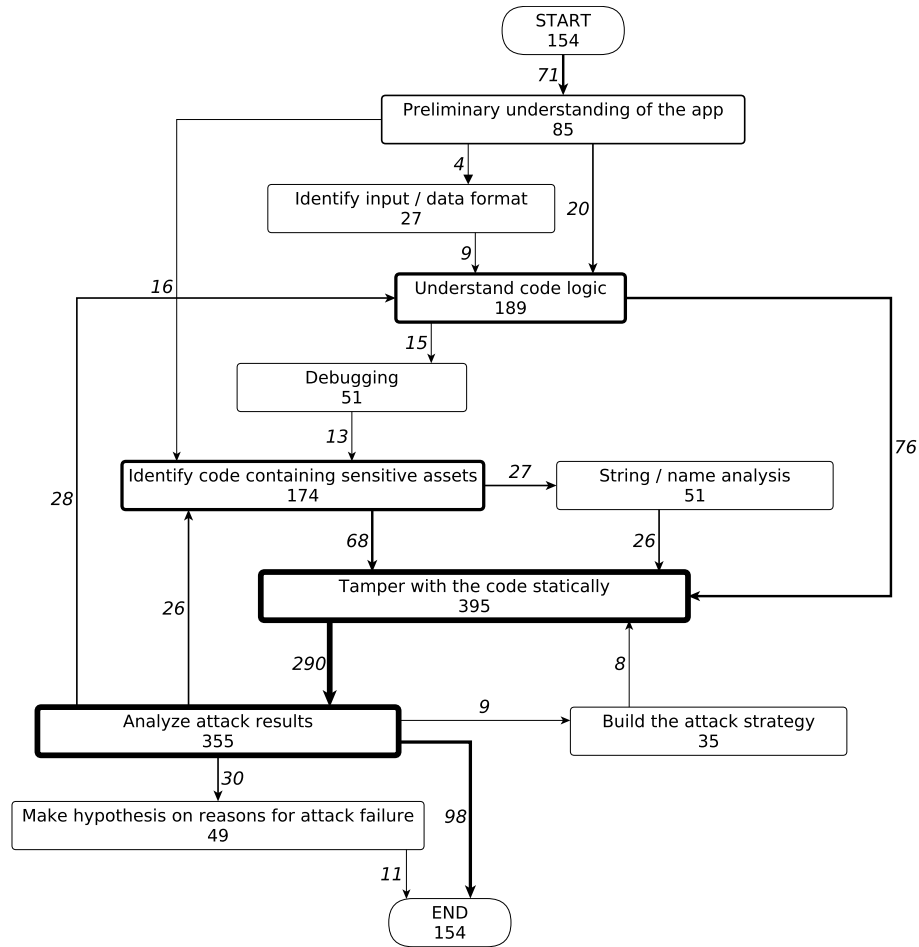 START
154
71
Preliminary understanding of the app
85
4
Identify input / data format
27
20
9
16
Understand code logic
189
15
Debugging
51
13
76
Identify code containing sensitive assets
174
27
String / name analysis
51
28
68
26
Tamper with the code statically
395
26
290
8
Analyze attack results
355
9
Build the attack strategy
35
30
Make hypothesis on reasons for attack failure
49
98
11
END
154